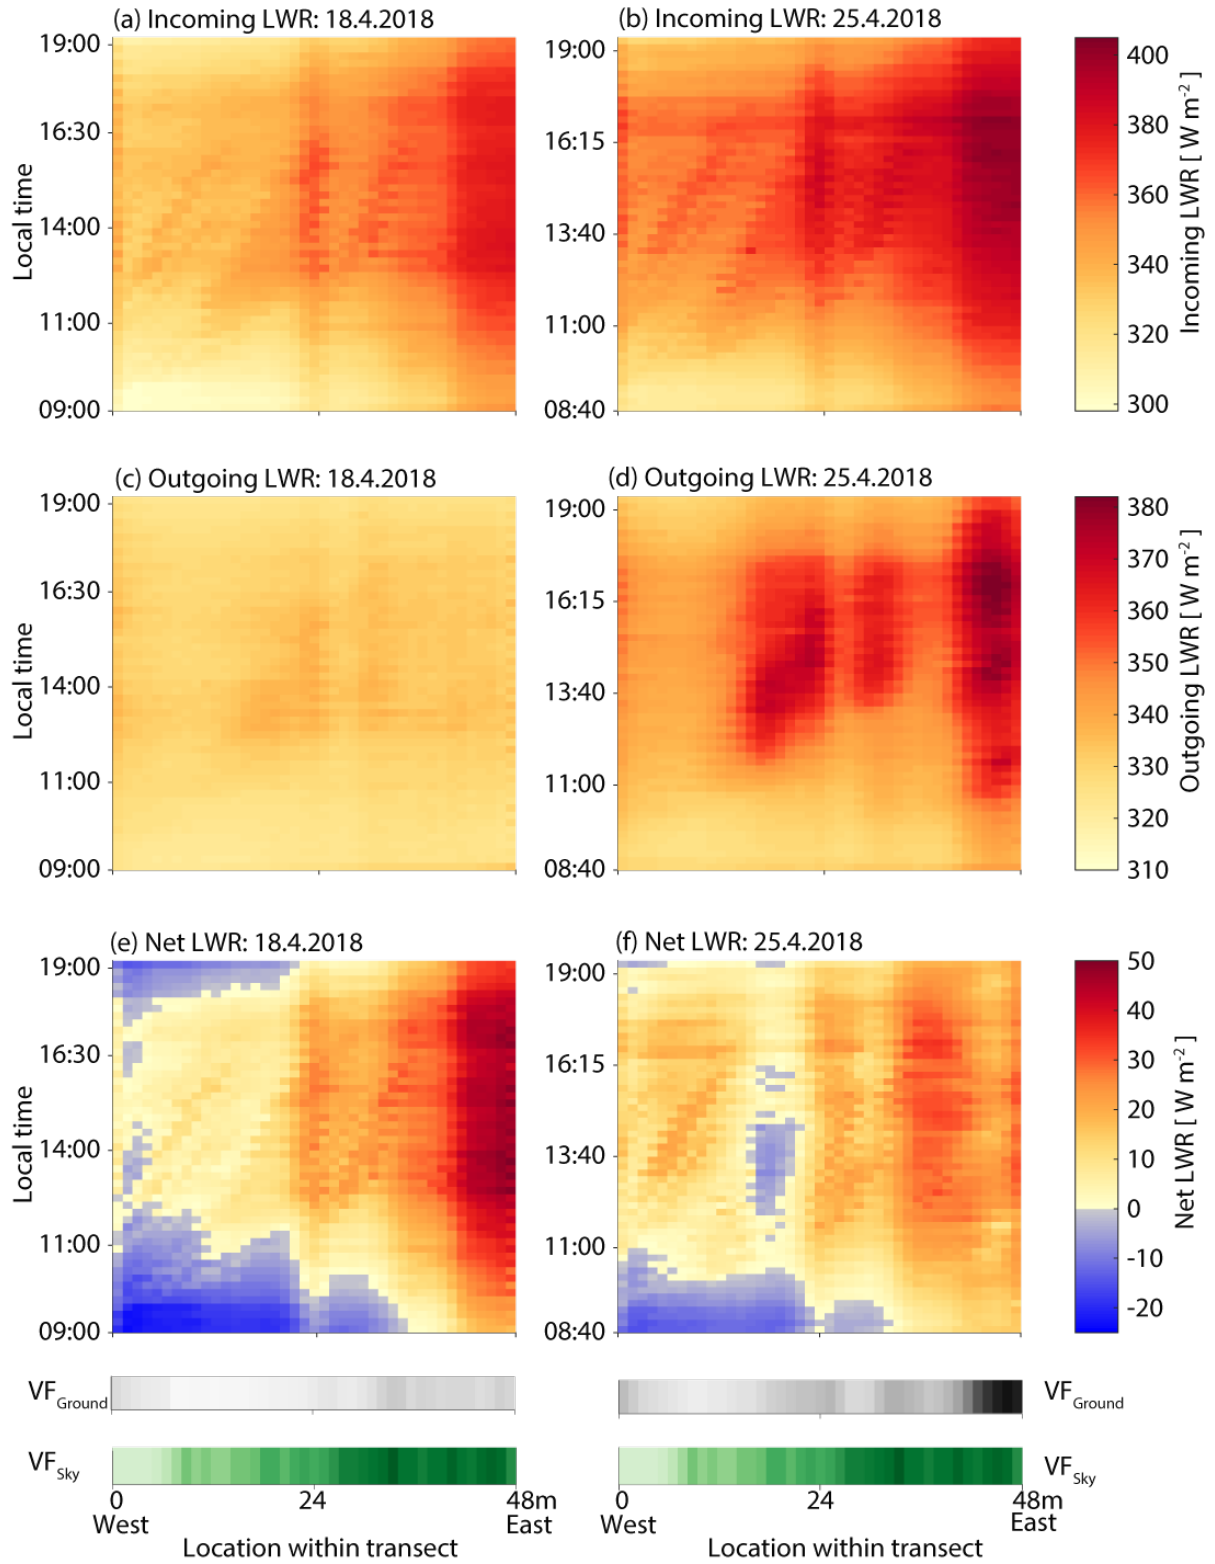 (a) Incoming LWR: 18.4.2018
(b) Incoming LWR: 25.4.2018
19:00
16:30
14:00
11:00
09:00
Local time
19:00
16:15
13:40
11:00
08:40
400
380
360
340
320
300
Incoming LWR [ W m-2 ]
(c) Outgoing LWR: 18.4.2018
(d) Outgoing LWR: 25.4.2018
19:00
16:30
14:00
11:00
09:00
Local time
19:00
16:15
13:40
11:00
08:40
380
370
360
350
340
330
320
310
Outgoing LWR [ W m-2 ]
(e) Net LWR: 18.4.2018
(f) Net LWR: 25.4.2018
19:00
16:30
14:00
11:00
09:00
Local time
19:00
16:15
13:40
11:00
08:40
50
40
30
20
10
0
-10
-20
Net LWR [ W m-2 ]
VFGround
VFGround
VFSky
VFSky
0 24 48m
West East
Location within transect
0 24 48m
West East
Location within transect